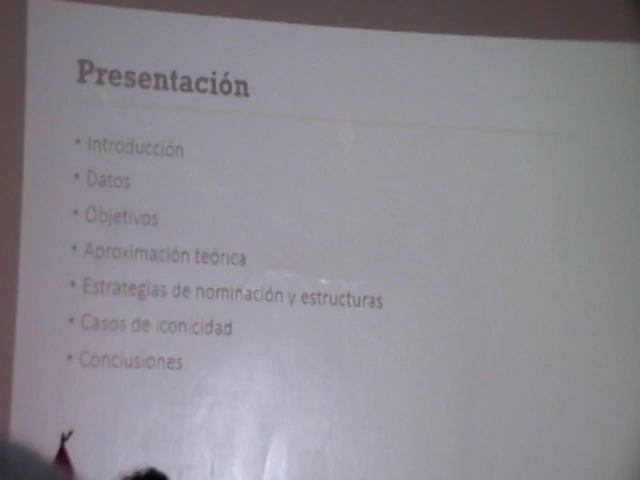 Presentación
• Introducción
• Datos
• Objetivos
• Aproximación teórica
• Estrategias de nominación y estructuras
• Casos de iconicidad
• Conclusiones